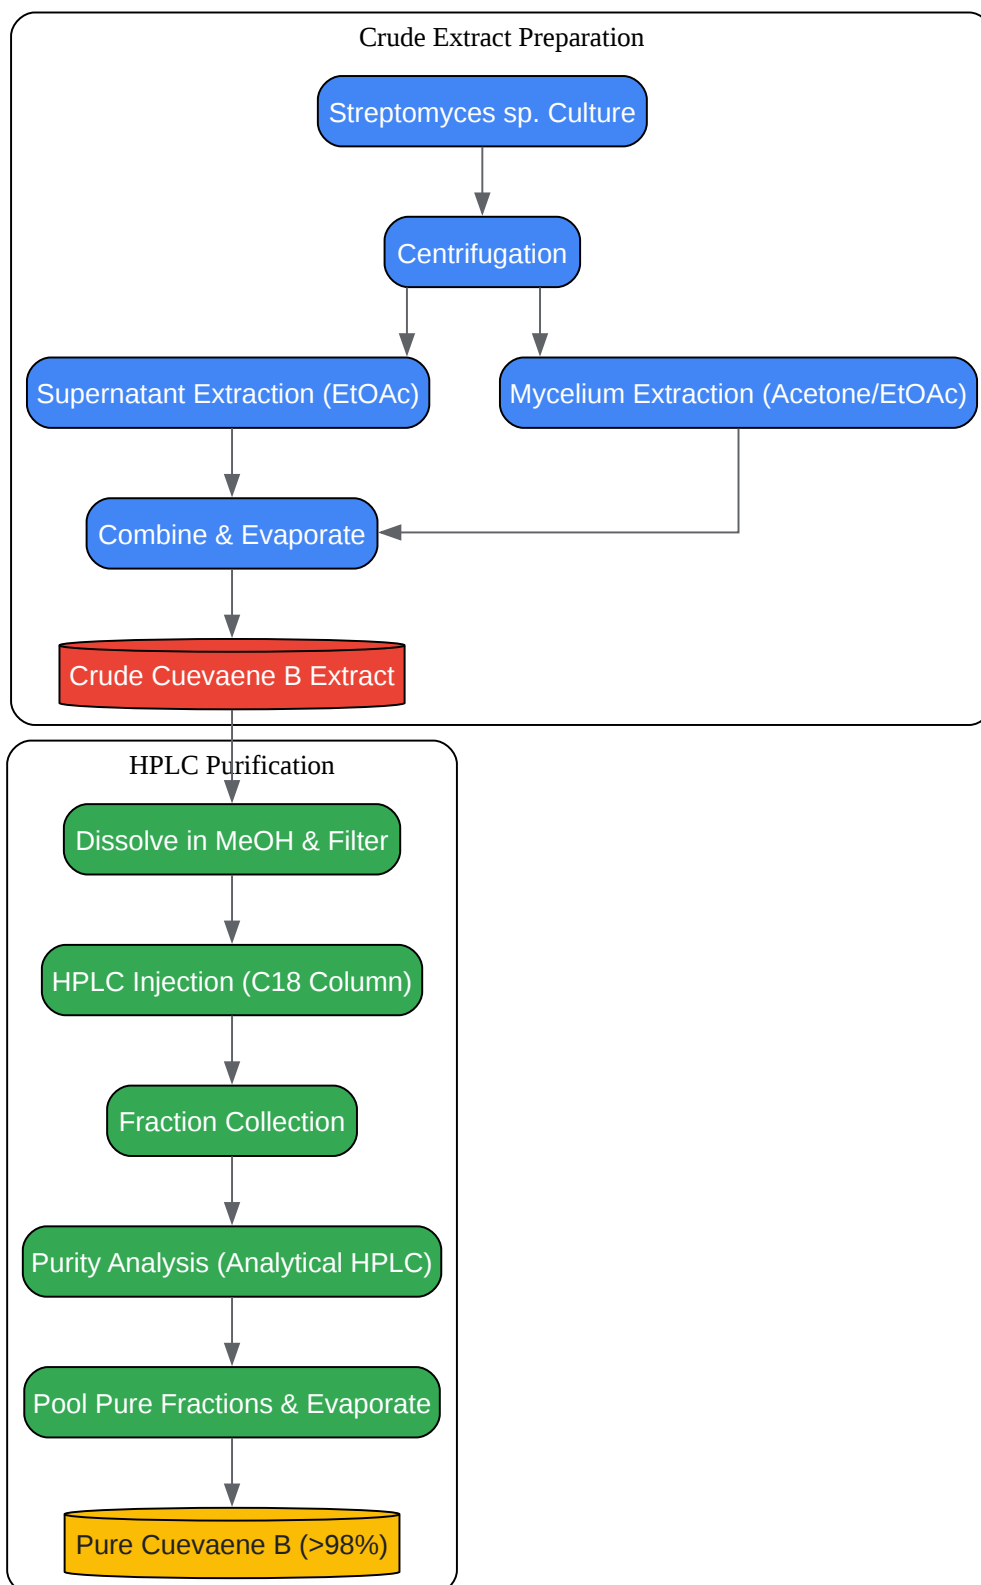 Crude Extract Preparation
Streptomyces sp. Culture
Centrifugation
Supernatant Extraction (EtOAc)
Mycelium Extraction (Acetone/EtOAc)
Combine & Evaporate
Crude Cuevaene B Extract
HPLC Purification
Dissolve in MeOH & Filter
HPLC Injection (C18 Column)
Fraction Collection
Purity Analysis (Analytical HPLC)
Pool Pure Fractions & Evaporate
Pure Cuevaene B (>98%)